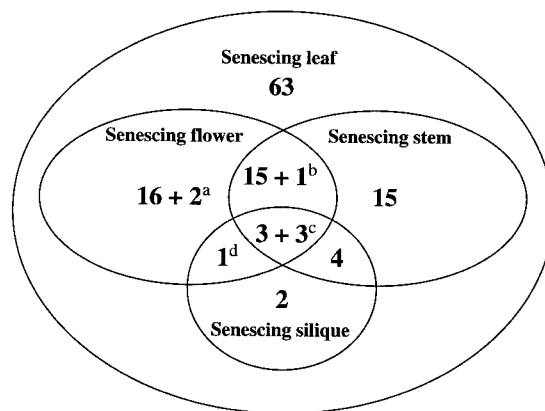 Senescing leaf
63
Senescing flower
Senescing stem
16 + 2ᵃ
15 + 1ᵇ
15
3 + 3ᶜ
1ᵈ
4
2
Senescing silique